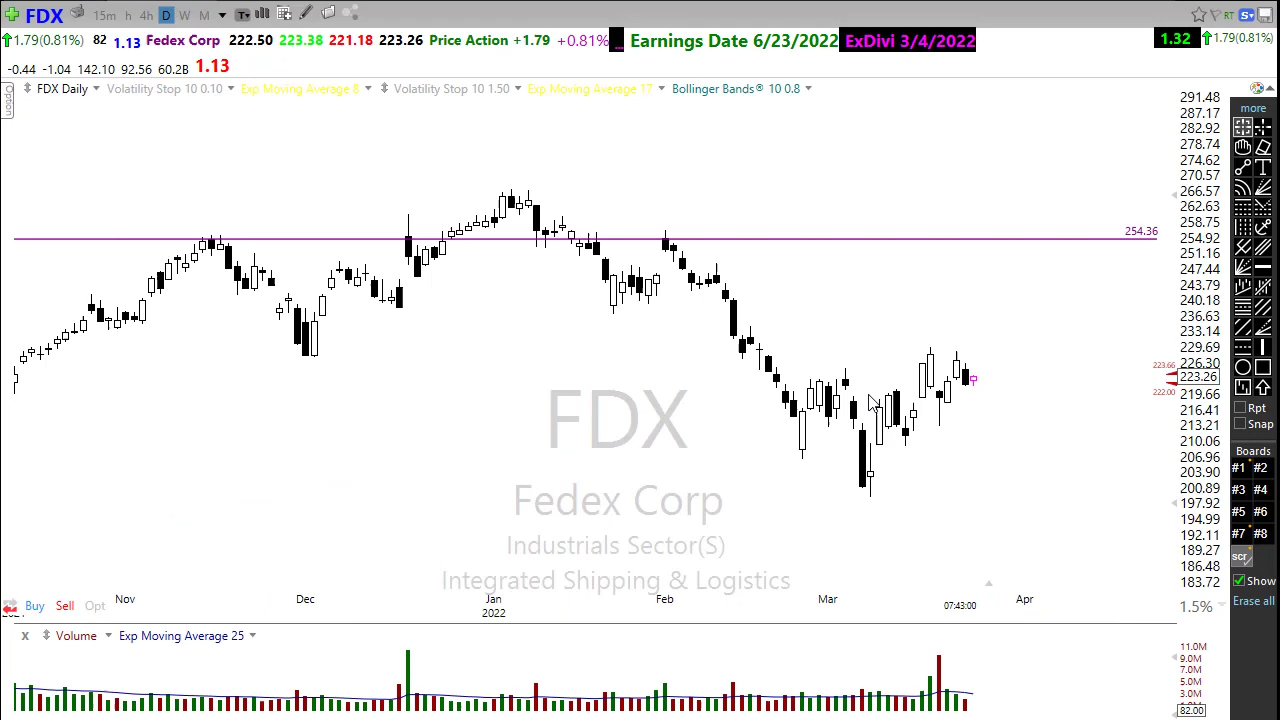 FDX 15m h 4h D W M T RT S
1.79(0.81%) 82 1.13 Fedex Corp 222.50 223.38 221.18 223.26 Price Action +1.79 +0.81% ... Earnings Date 6/23/2022 ExDivi 3/4/2022 1.32 1.79(0.81%)
-0.44 -1.04 142.10 92.56 60.2B 1.13
Option
FDX Daily Volatility Stop 10 0.10 Exp Moving Average 8 Volatility Stop 10 1.50 Exp Moving Average 17 Bollinger Bands® 10 0.8
291.48
287.17
282.92
278.74
274.62
270.57
266.57
262.63
258.75
254.92
251.16
247.44
243.79
240.18
236.63
233.14
229.69
226.30
223.26
219.66
216.41
213.21
210.06
206.96
203.90
200.89
197.92
194.99
192.11
189.27
186.48
183.72
254.36
223.66
222.00
FDX
Fedex Corp
Industrials Sector(S)
Integrated Shipping & Logistics
more
T
Rpt
Snap
Boards
#1 #2
#3 #4
#5 #6
#7 #8
scr
Show
Erase all
Nov Dec Jan Feb Mar Apr
2022
07:43:00
Buy Sell Opt
1.5%
X Volume Exp Moving Average 25
11.0M
9.0M
7.0M
5.0M
3.0M
82.00